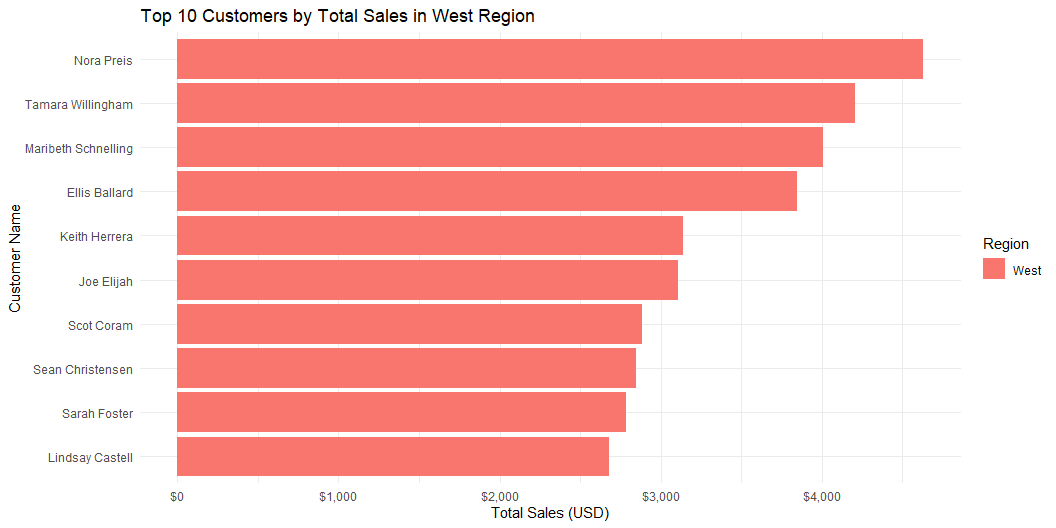 Top 10 Customers by Total Sales in West Region
Customer Name
Nora Preis
Tamara Willingham
Maribeth Schnelling
Ellis Ballard
Keith Herrera
Joe Elijah
Scot Coram
Sean Christensen
Sarah Foster
Lindsay Castell
$0
$1,000
$2,000
$3,000
$4,000
Total Sales (USD)
Region
West